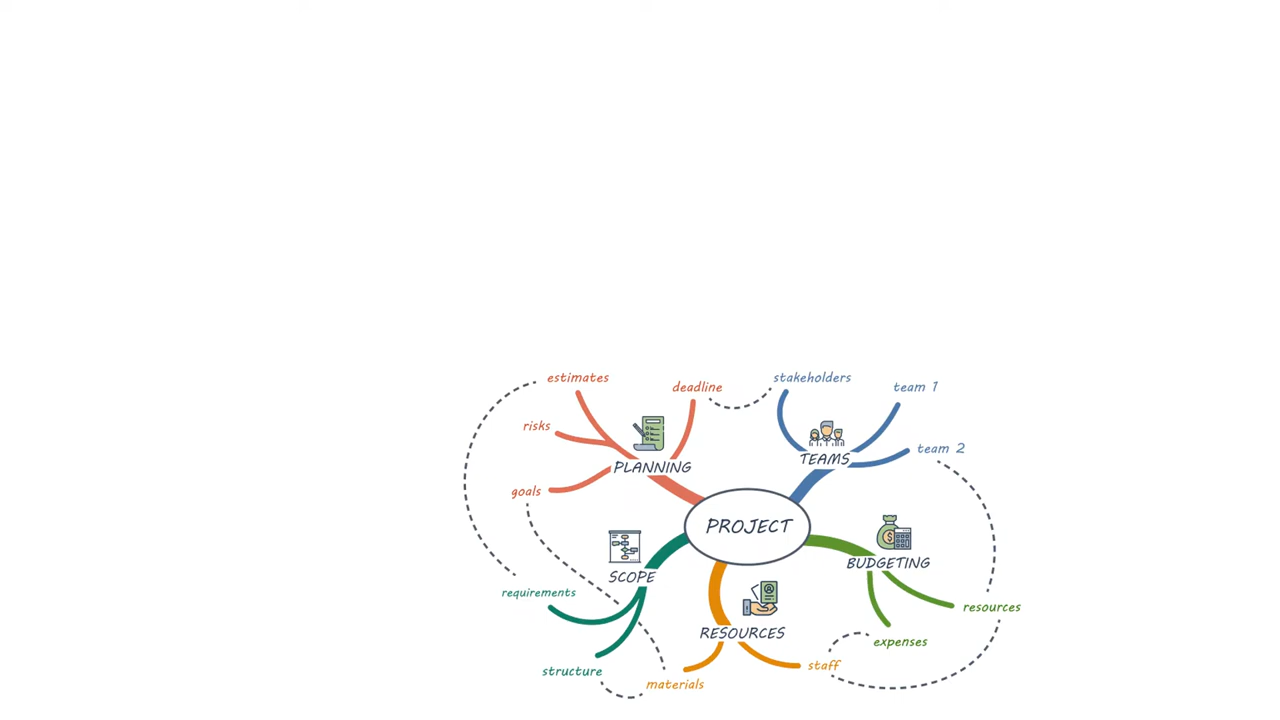 estimates
deadline
stakeholders
team 1
risks
PLANNING
TEAMS
team 2
goals
PROJECT
SCOPE
BUDGETING
requirements
resources
RESOURCES
expenses
structure
materials
staff